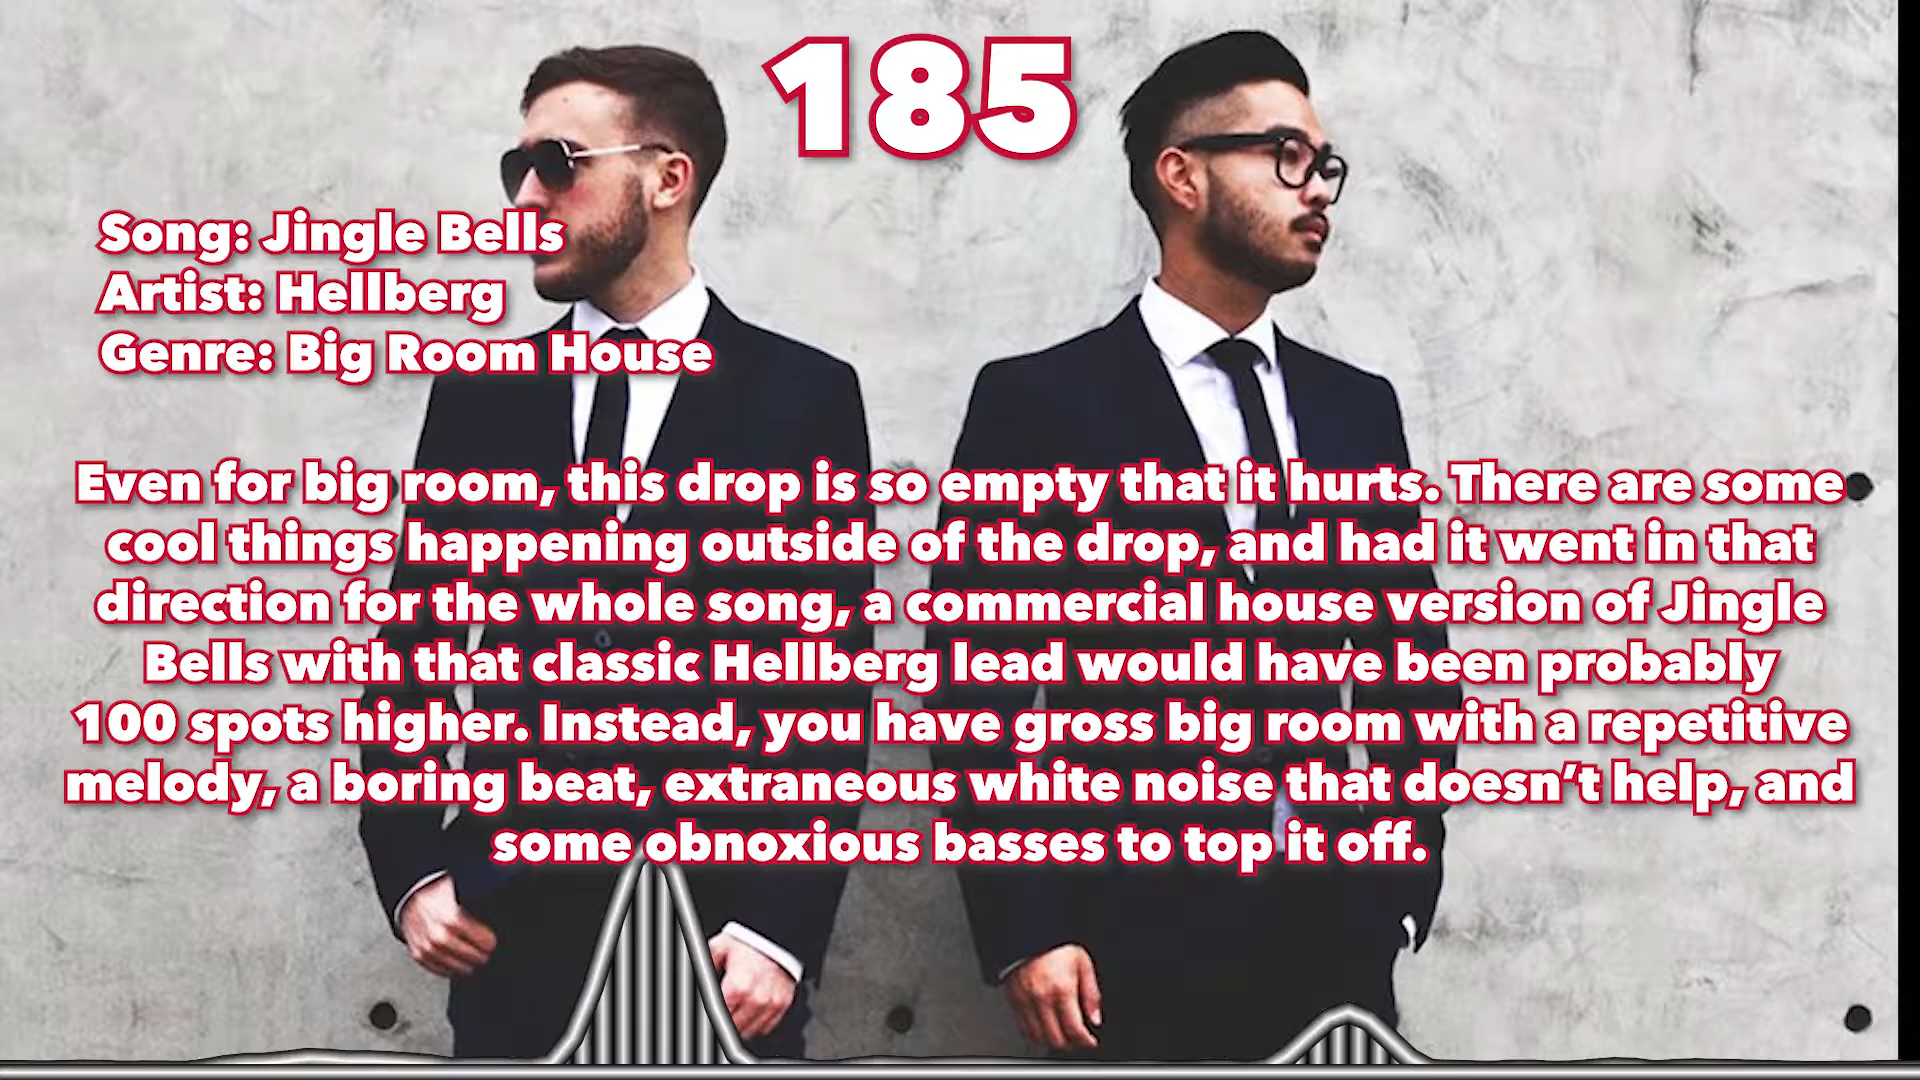 185
Song: Jingle Bells
Artist: Hellberg
Genre: Big Room House
Even for big room, this drop is so empty that it hurts. There are some
cool things happening outside of the drop, and had it went in that
direction for the whole song, a commercial house version of Jingle
Bells with that classic Hellberg lead would have been probably
100 spots higher. Instead, you have gross big room with a repetitive
melody, a boring beat, extraneous white noise that doesn’t help, and
some obnoxious basses to top it off.